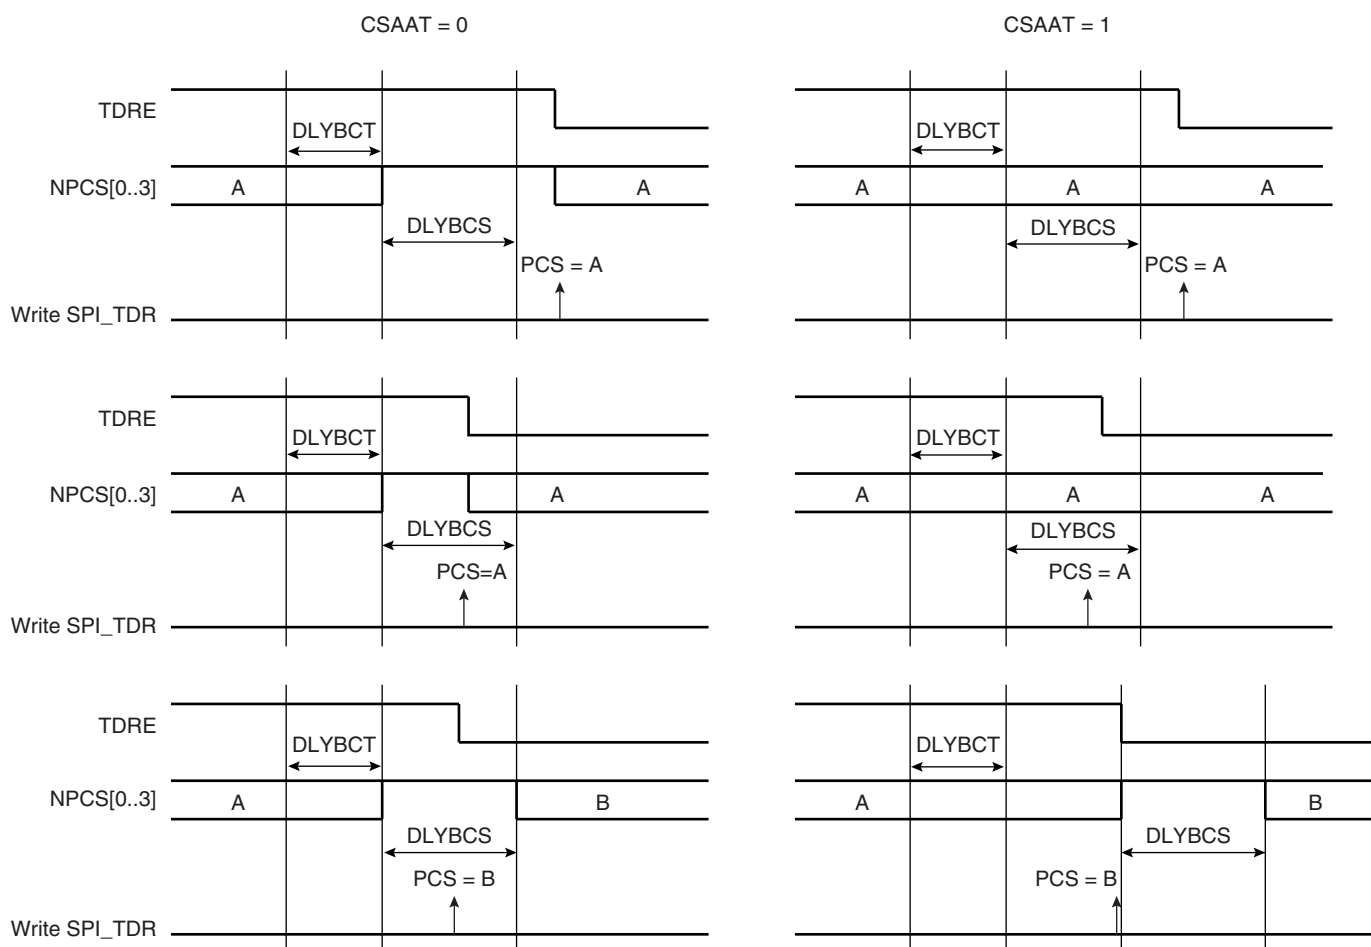 CSAAT = 0
CSAAT = 1
TDRE
DLYBCT
DLYBCT
NPCS[0..3]
A
A
A
A
A
DLYBCS
DLYBCS
PCS = A
PCS = A
Write SPI_TDR
TDRE
DLYBCT
DLYBCT
NPCS[0..3]
A
A
A
A
A
DLYBCS
DLYBCS
PCS=A
PCS = A
Write SPI_TDR
TDRE
DLYBCT
DLYBCT
NPCS[0..3]
A
B
A
B
DLYBCS
DLYBCS
PCS = B
PCS = B
Write SPI_TDR